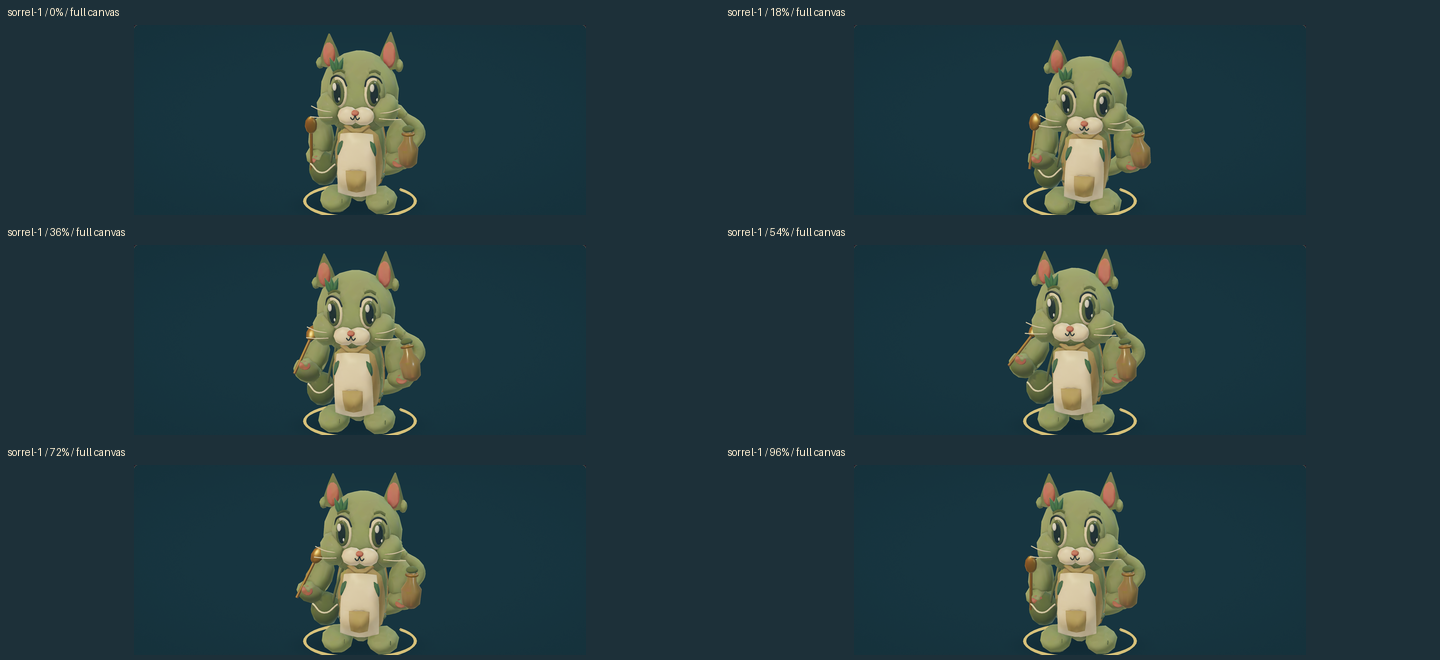 sorrel-1 / 0% / full canvas
sorrel-1 / 18% / full canvas
sorrel-1 / 36% / full canvas
sorrel-1 / 54% / full canvas
sorrel-1 / 72% / full canvas
sorrel-1 / 96% / full canvas